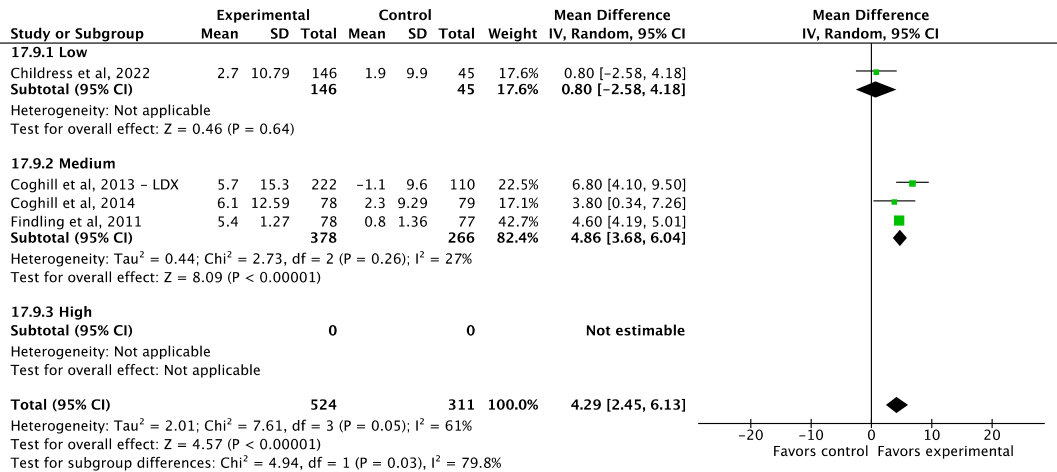 Experimental Control Mean Difference Mean Difference
Study or Subgroup Mean SD Total Mean SD Total Weight IV, Random, 95% CI IV, Random, 95% CI
17.9.1 Low
Childress et al, 2022 2.7 10.79 146 1.9 9.9 45 17.6% 0.80 [-2.58, 4.18]
Subtotal (95% CI) 146 45 17.6% 0.80 [-2.58, 4.18]
Heterogeneity: Not applicable
Test for overall effect: Z = 0.46 (P = 0.64)
17.9.2 Medium
Coghill et al, 2013 - LDX 5.7 15.3 222 -1.1 9.6 110 22.5% 6.80 [4.10, 9.50]
Coghill et al, 2014 6.1 12.59 78 2.3 9.29 79 17.1% 3.80 [0.34, 7.26]
Findling et al, 2011 5.4 1.27 78 0.8 1.36 77 42.7% 4.60 [4.19, 5.01]
Subtotal (95% CI) 378 266 82.4% 4.86 [3.68, 6.04]
Heterogeneity: Tau² = 0.44; Chi² = 2.73, df = 2 (P = 0.26); I² = 27%
Test for overall effect: Z = 8.09 (P < 0.00001)
17.9.3 High
Subtotal (95% CI) 0 0 Not estimable
Heterogeneity: Not applicable
Test for overall effect: Not applicable
Total (95% CI) 524 311 100.0% 4.29 [2.45, 6.13]
Heterogeneity: Tau² = 2.01; Chi² = 7.61, df = 3 (P = 0.05); I² = 61%
Test for overall effect: Z = 4.57 (P < 0.00001)
Test for subgroup differences: Chi² = 4.94, df = 1 (P = 0.03), I² = 79.8%
-20 -10 0 10 20
Favors control Favors experimental